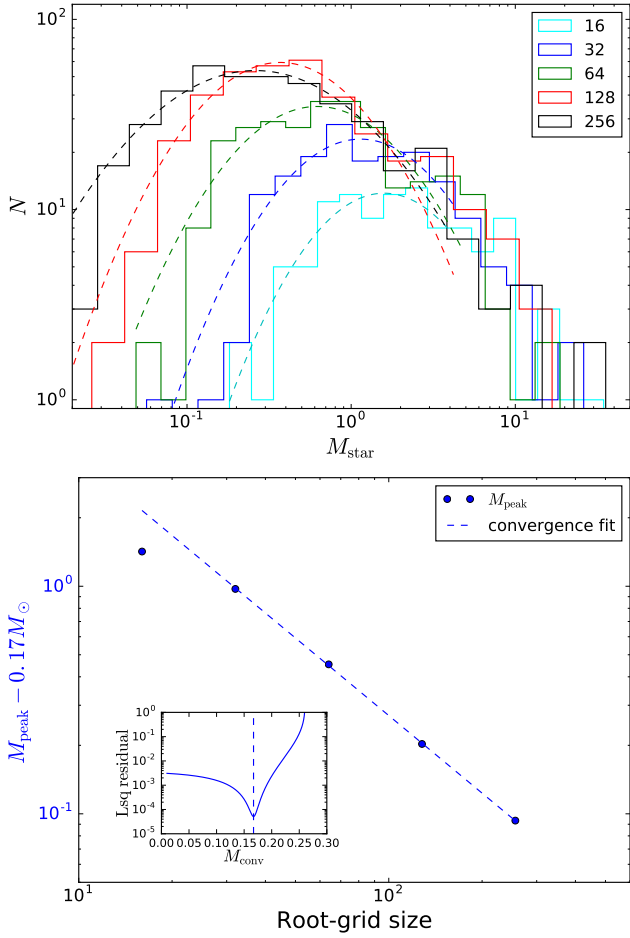 10²
16
32
64
128
256
N
10¹
10⁰
10⁻¹ 10⁰ 10¹
M_star
M_peak
convergence fit
10⁰
M_peak − 0.17M_⊙
10⁰
10⁻¹
10⁻²
10⁻³
10⁻⁴
10⁻⁵
Lsq residual
0.00 0.05 0.10 0.15 0.20 0.25 0.30
M_conv
10⁻¹
10¹ 10²
Root-grid size